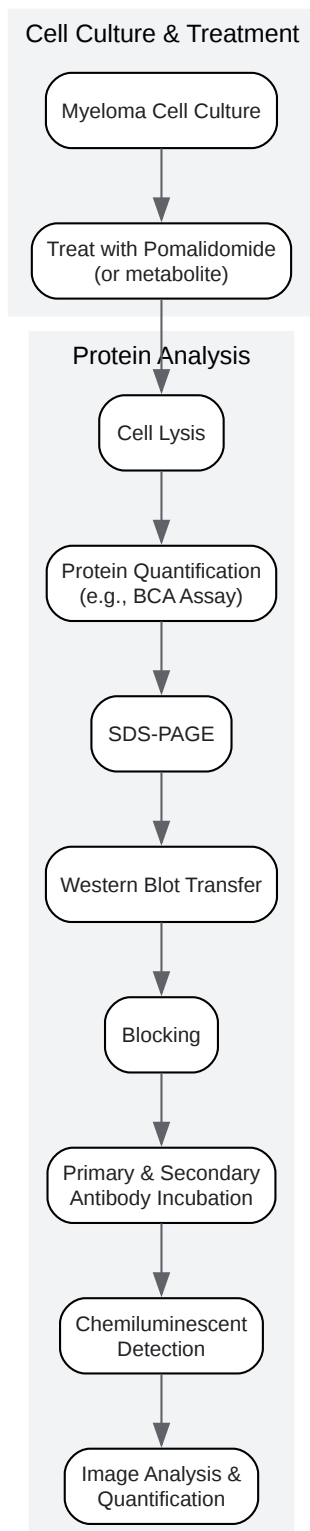 Cell Culture & Treatment
Myeloma Cell Culture
Treat with Pomalidomide
(or metabolite)
Protein Analysis
Cell Lysis
Protein Quantification
(e.g., BCA Assay)
SDS-PAGE
Western Blot Transfer
Blocking
Primary & Secondary
Antibody Incubation
Chemiluminescent
Detection
Image Analysis &
Quantification